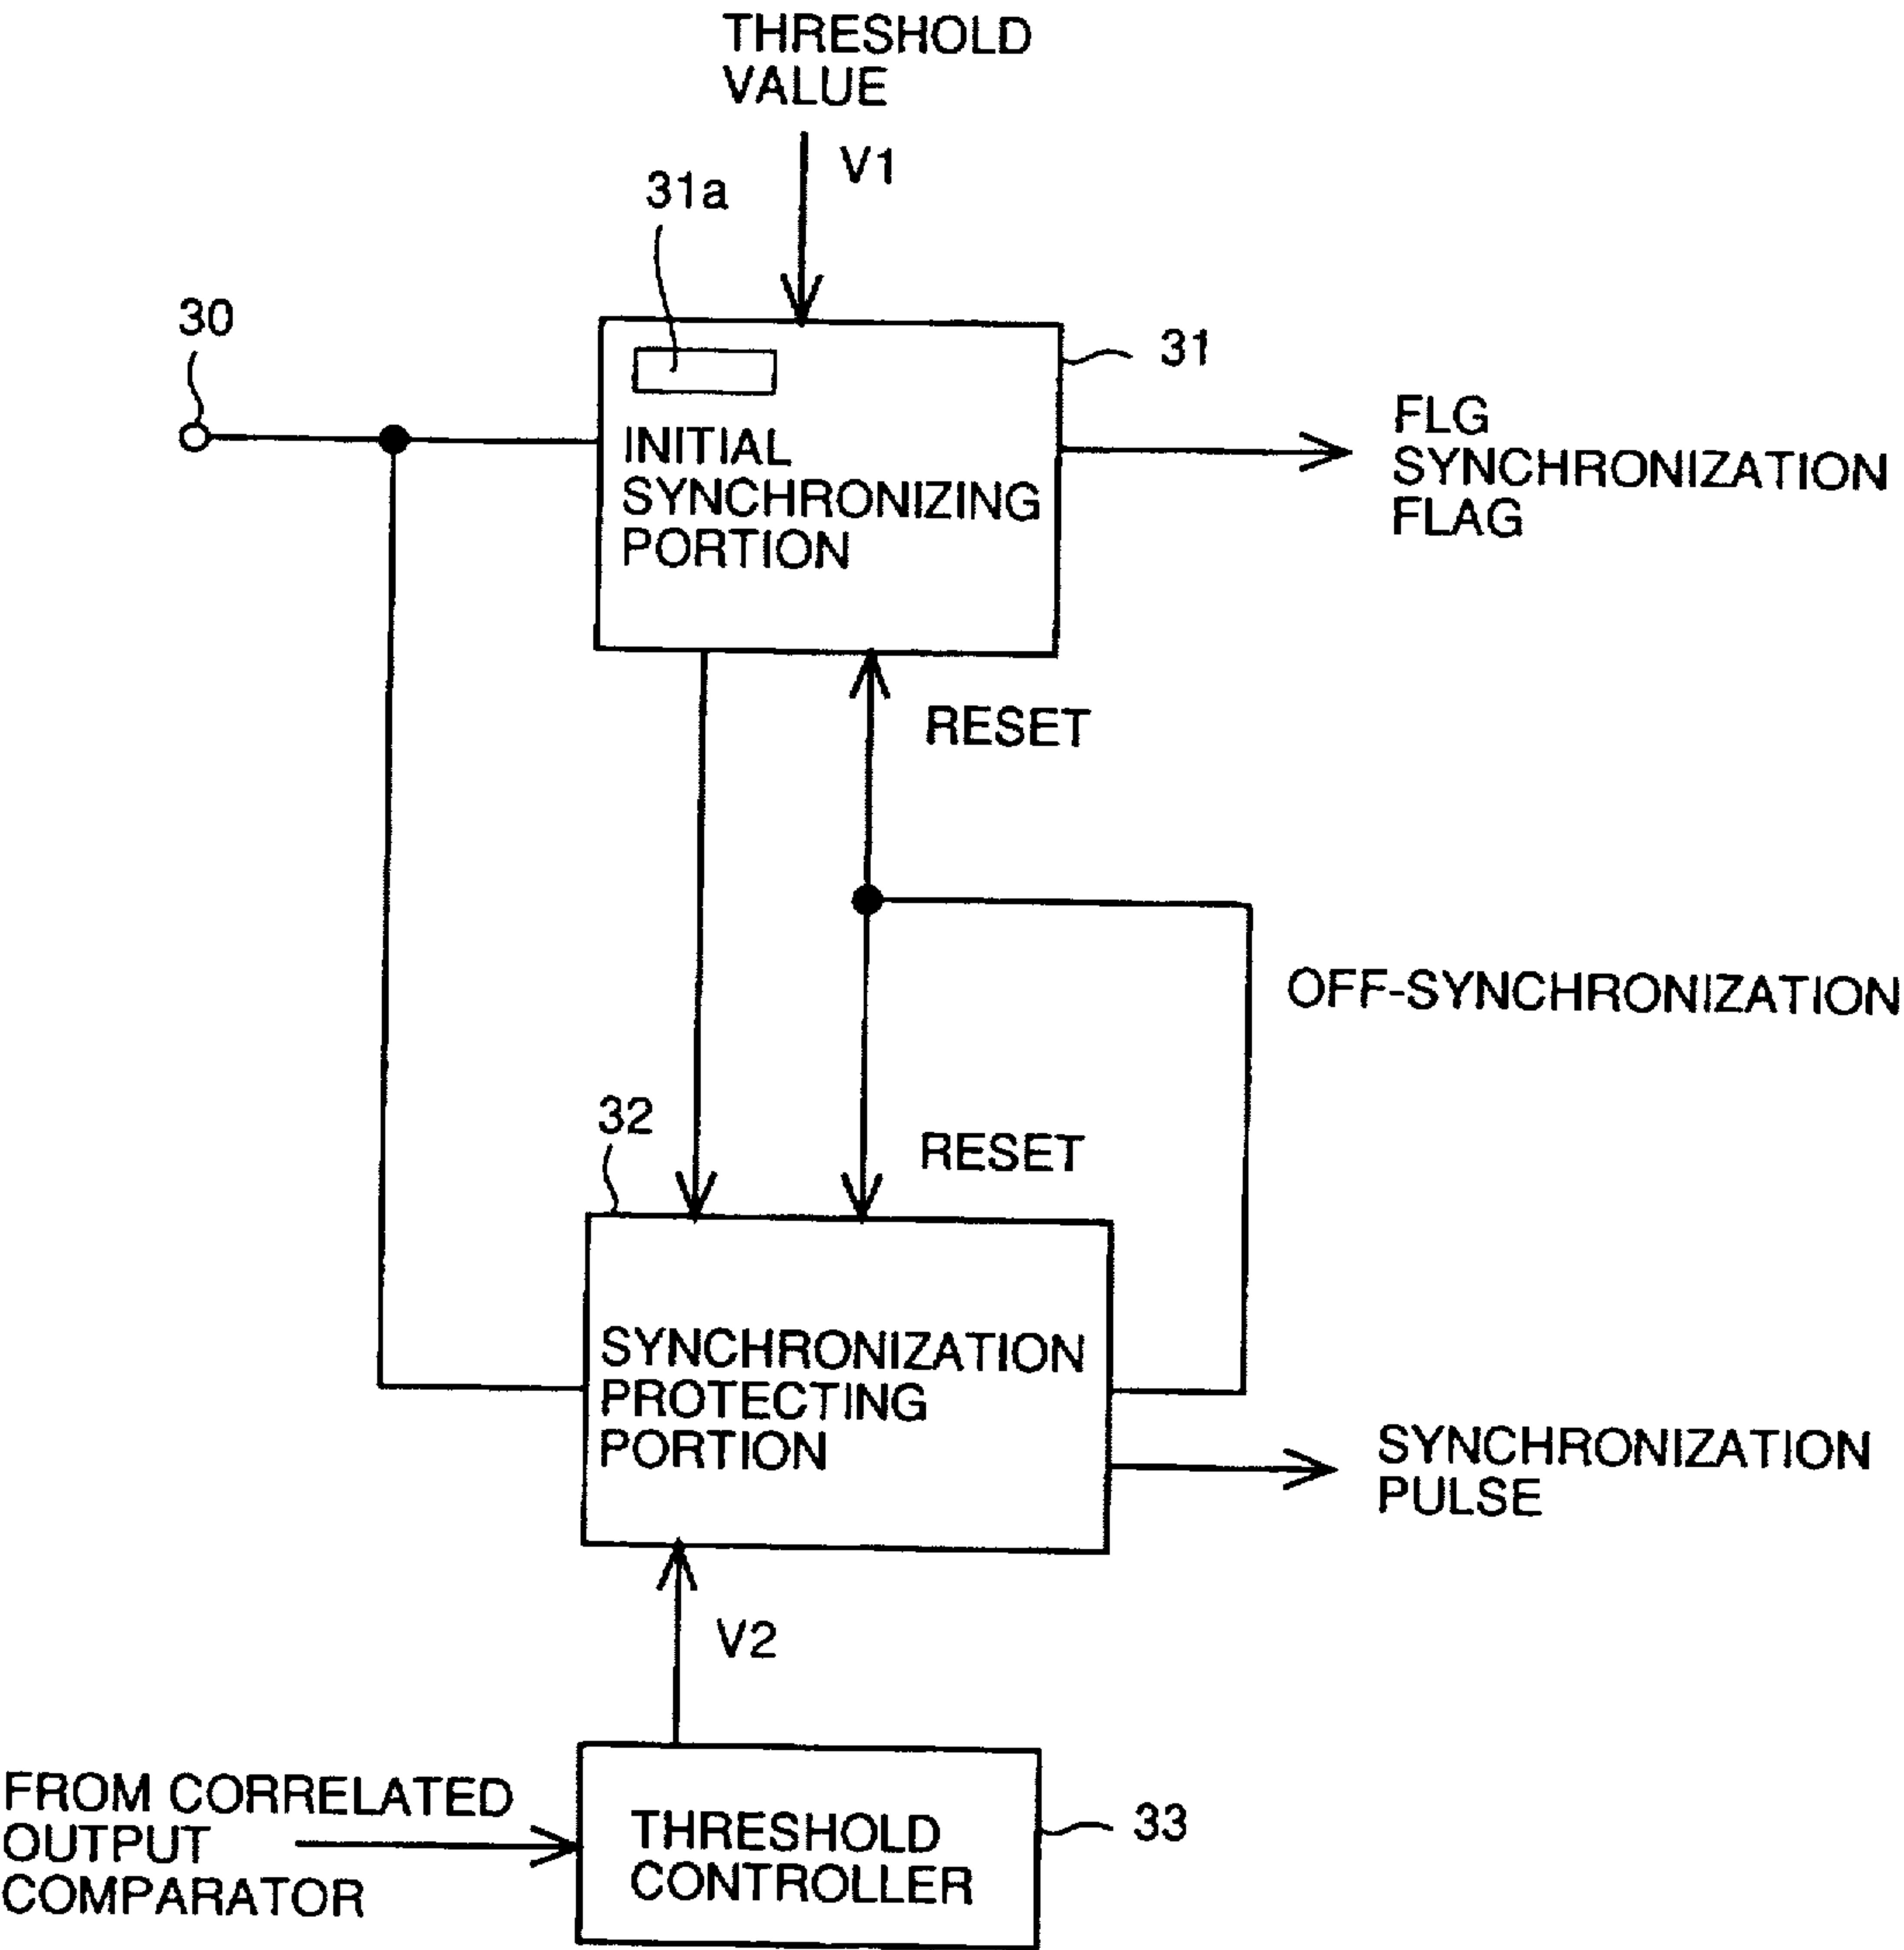 THRESHOLD
VALUE
V1
31a
30
31
INITIAL
SYNCHRONIZING
PORTION
FLG
SYNCHRONIZATION
FLAG
RESET
OFF-SYNCHRONIZATION
32
RESET
SYNCHRONIZATION
PROTECTING
PORTION
SYNCHRONIZATION
PULSE
V2
FROM CORRELATED
OUTPUT
COMPARATOR
THRESHOLD
CONTROLLER
33